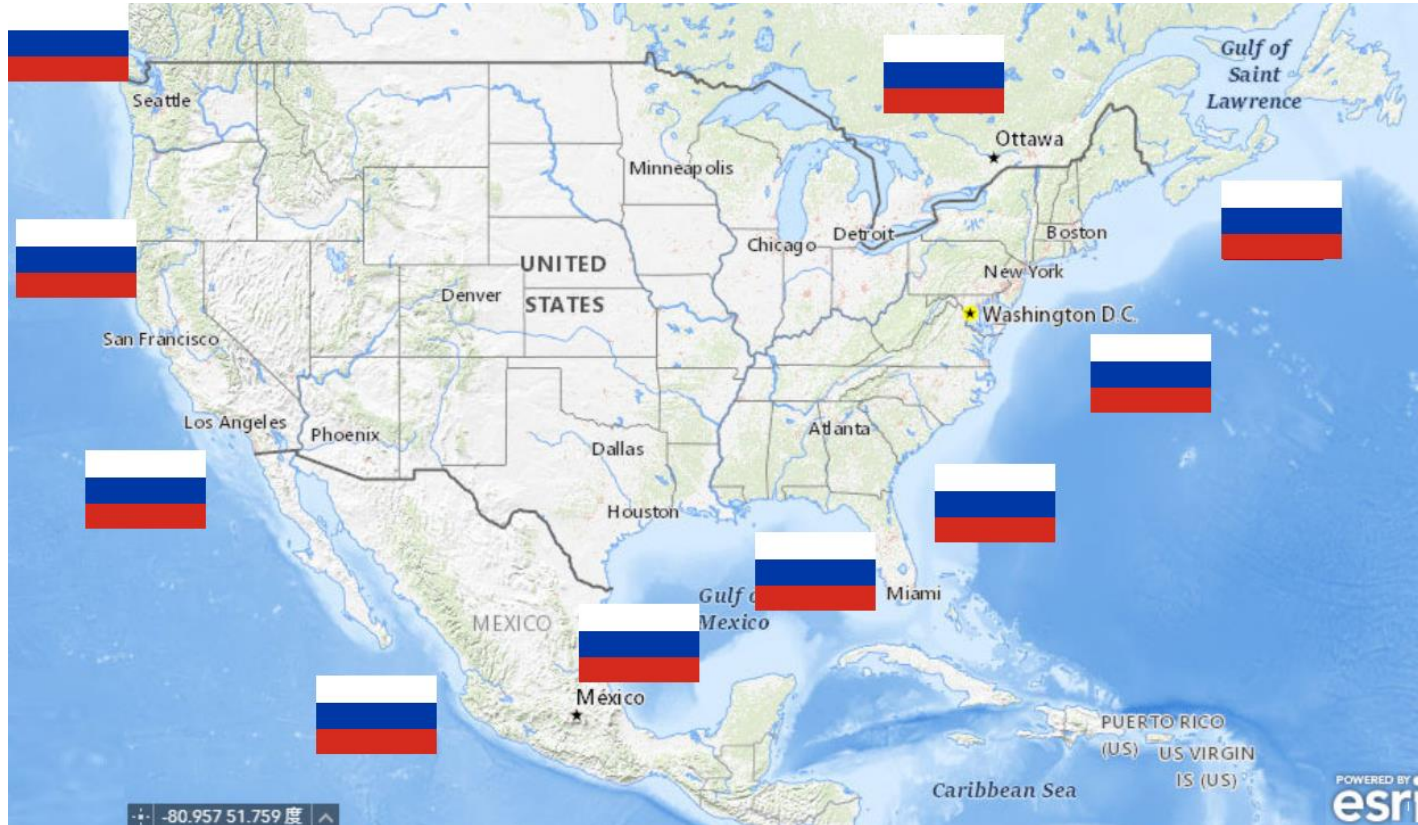 Gulf of
Saint
Lawrence
Seattle
Ottawa
Minneapolis
Boston
Detroit
Chicago
New York
UNITED
STATES
Denver
Washington D.C.
San Francisco
Los Angeles
Phoenix
Atlanta
Dallas
Houston
Gulf
Mexico
Miami
MEXICO
México
PUERTO RICO
(US)
US VIRGIN
IS (US)
Caribbean Sea
POWERED BY
esri
-80.957 51.759 度